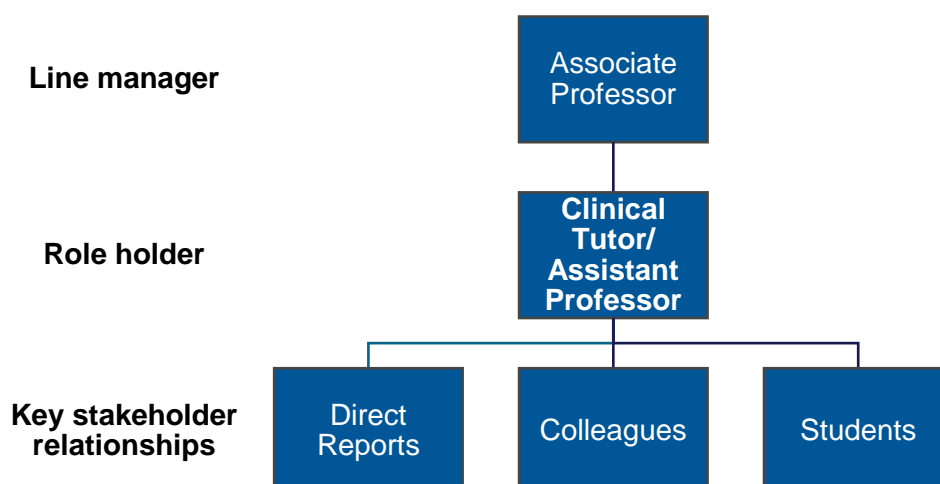 Line manager
Associate
Professor
Role holder
Clinical
Tutor/
Assistant
Professor
Key stakeholder
relationships
Direct
Reports
Colleagues
Students